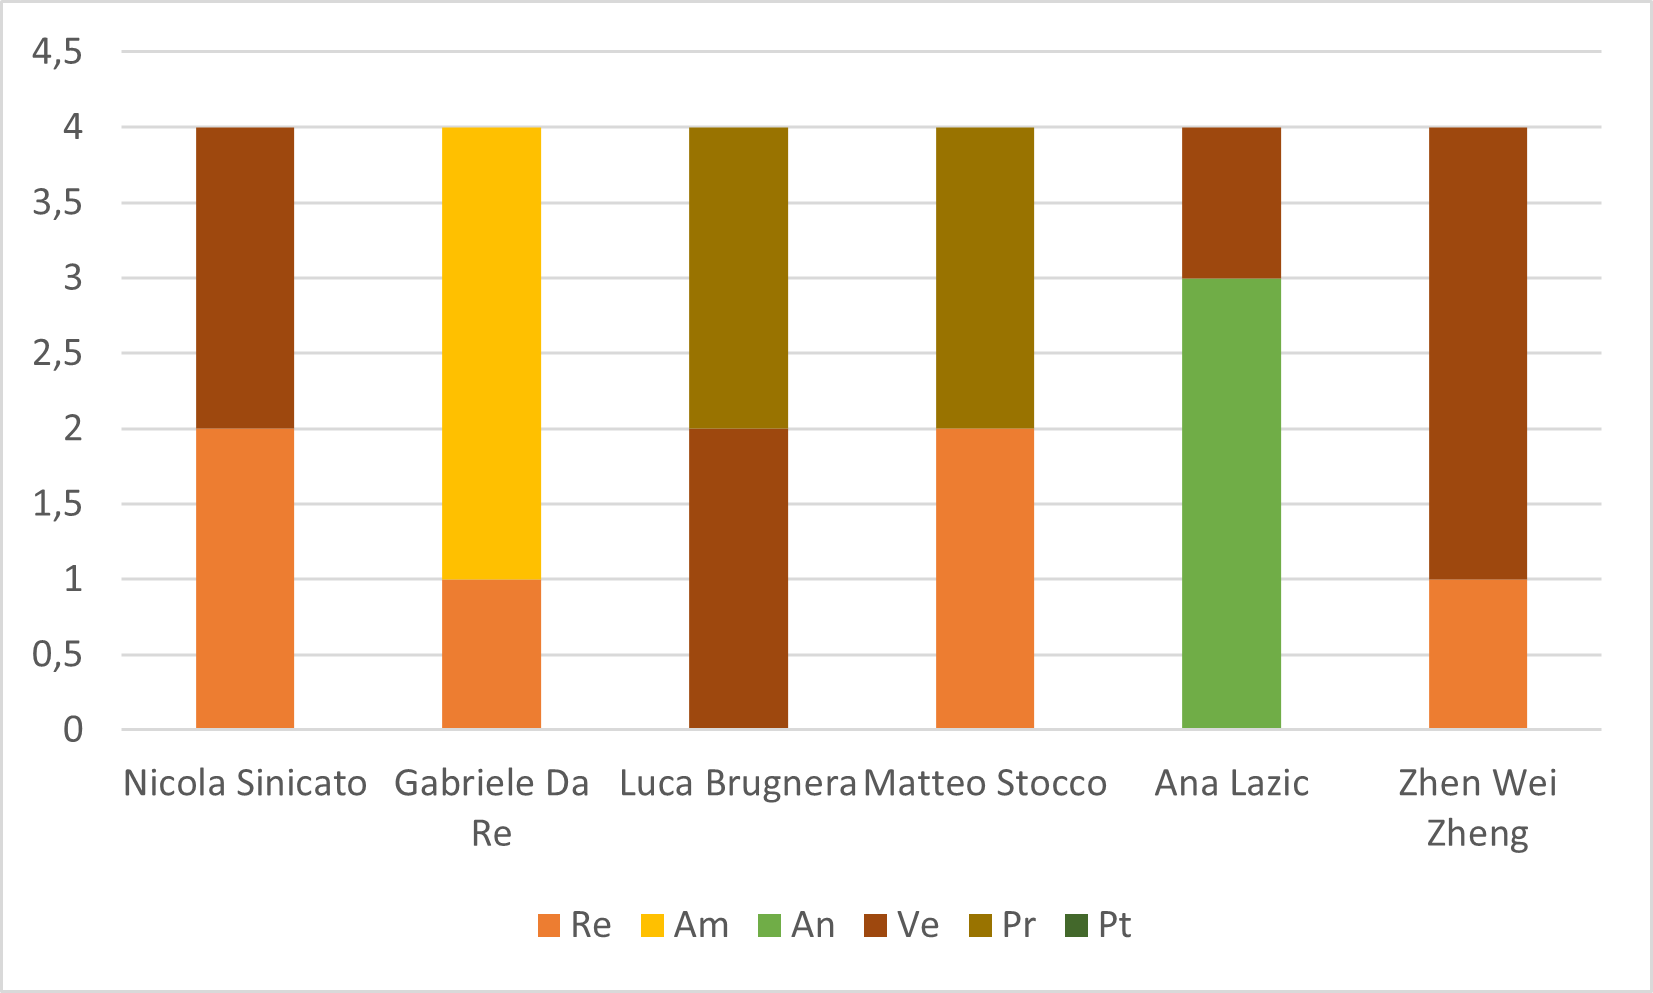 4,5
4
3,5
3
2,5
2
1,5
1
0,5
0
Nicola Sinicato
Gabriele Da
Re
Luca Brugnera
Matteo Stocco
Ana Lazic
Zhen Wei
Zheng
Re Am An Ve Pr Pt